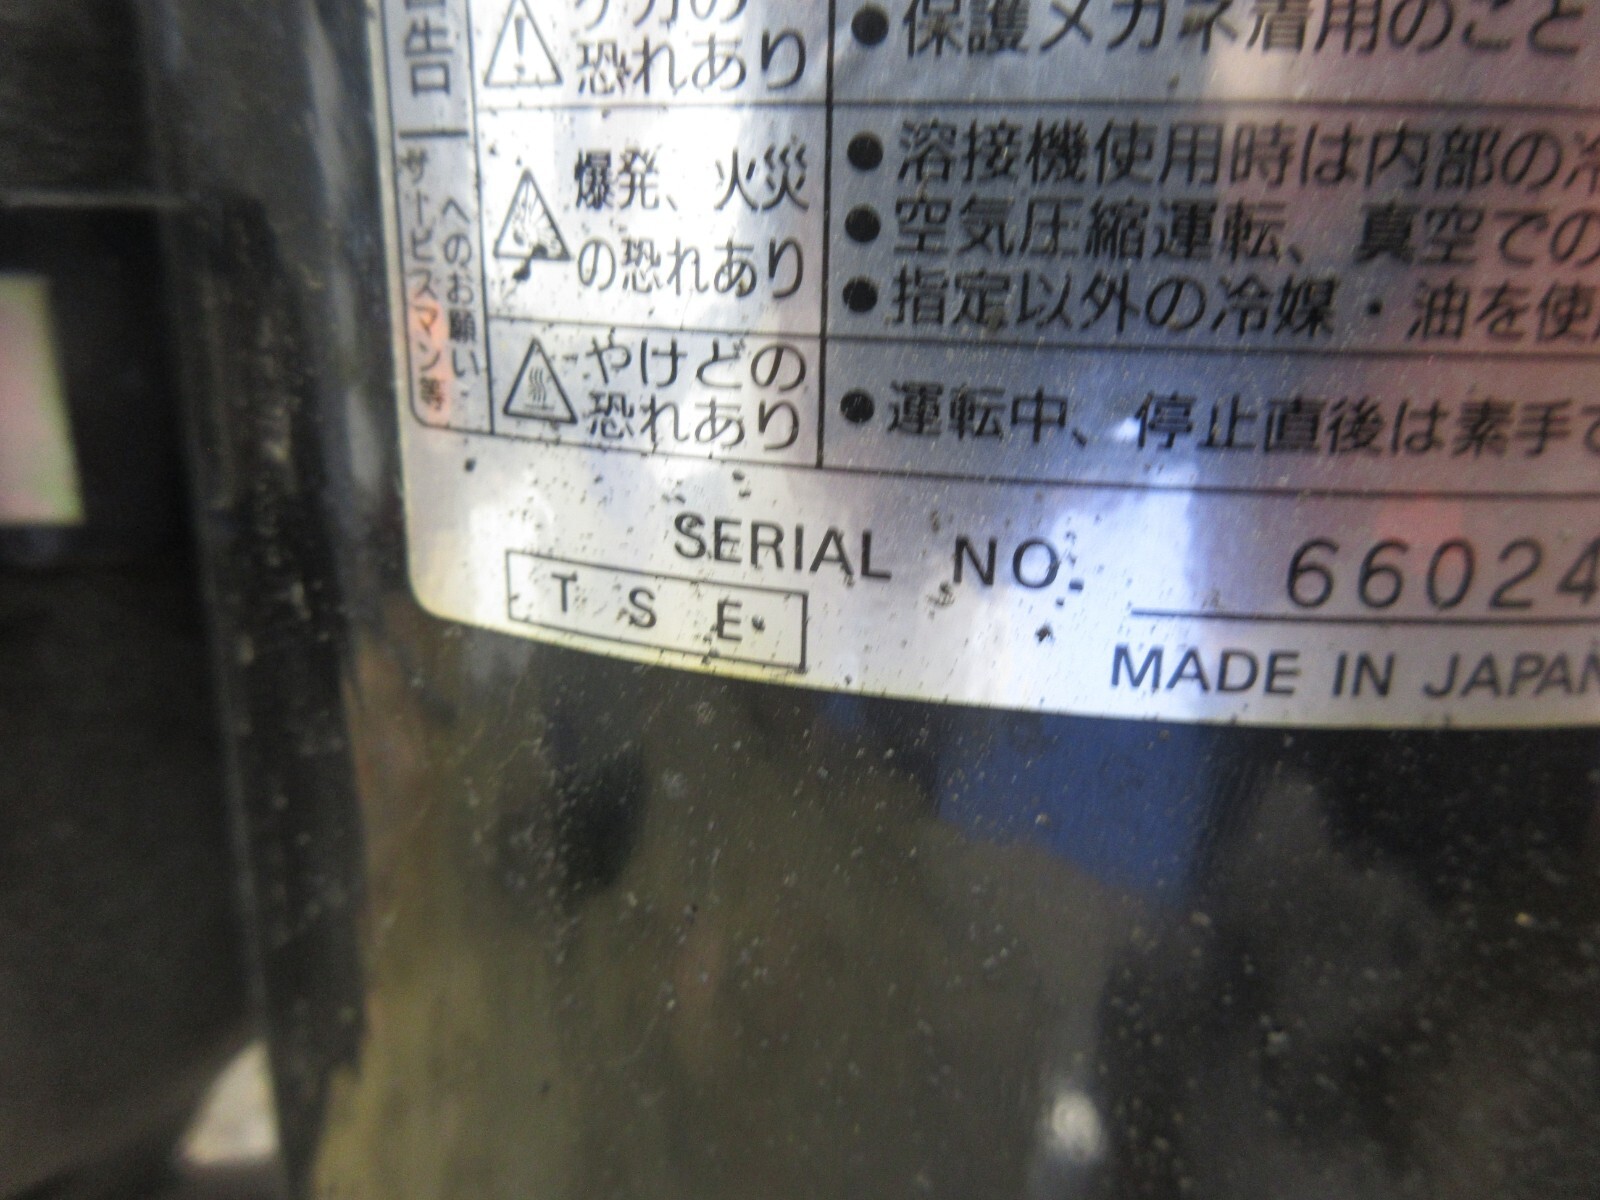 ケガの
恐れあり
●保護メガネ着用のこと
爆発、火災
の恐れあり
●溶接機使用時は内部の冷
●空気圧縮運転、真空での
●指定以外の冷媒・油を使
やけどの
恐れあり
●運転中、停止直後は素手で
サービスマン等
へのお願い
SERIAL NO. 66024
T S E
MADE IN JAPAN